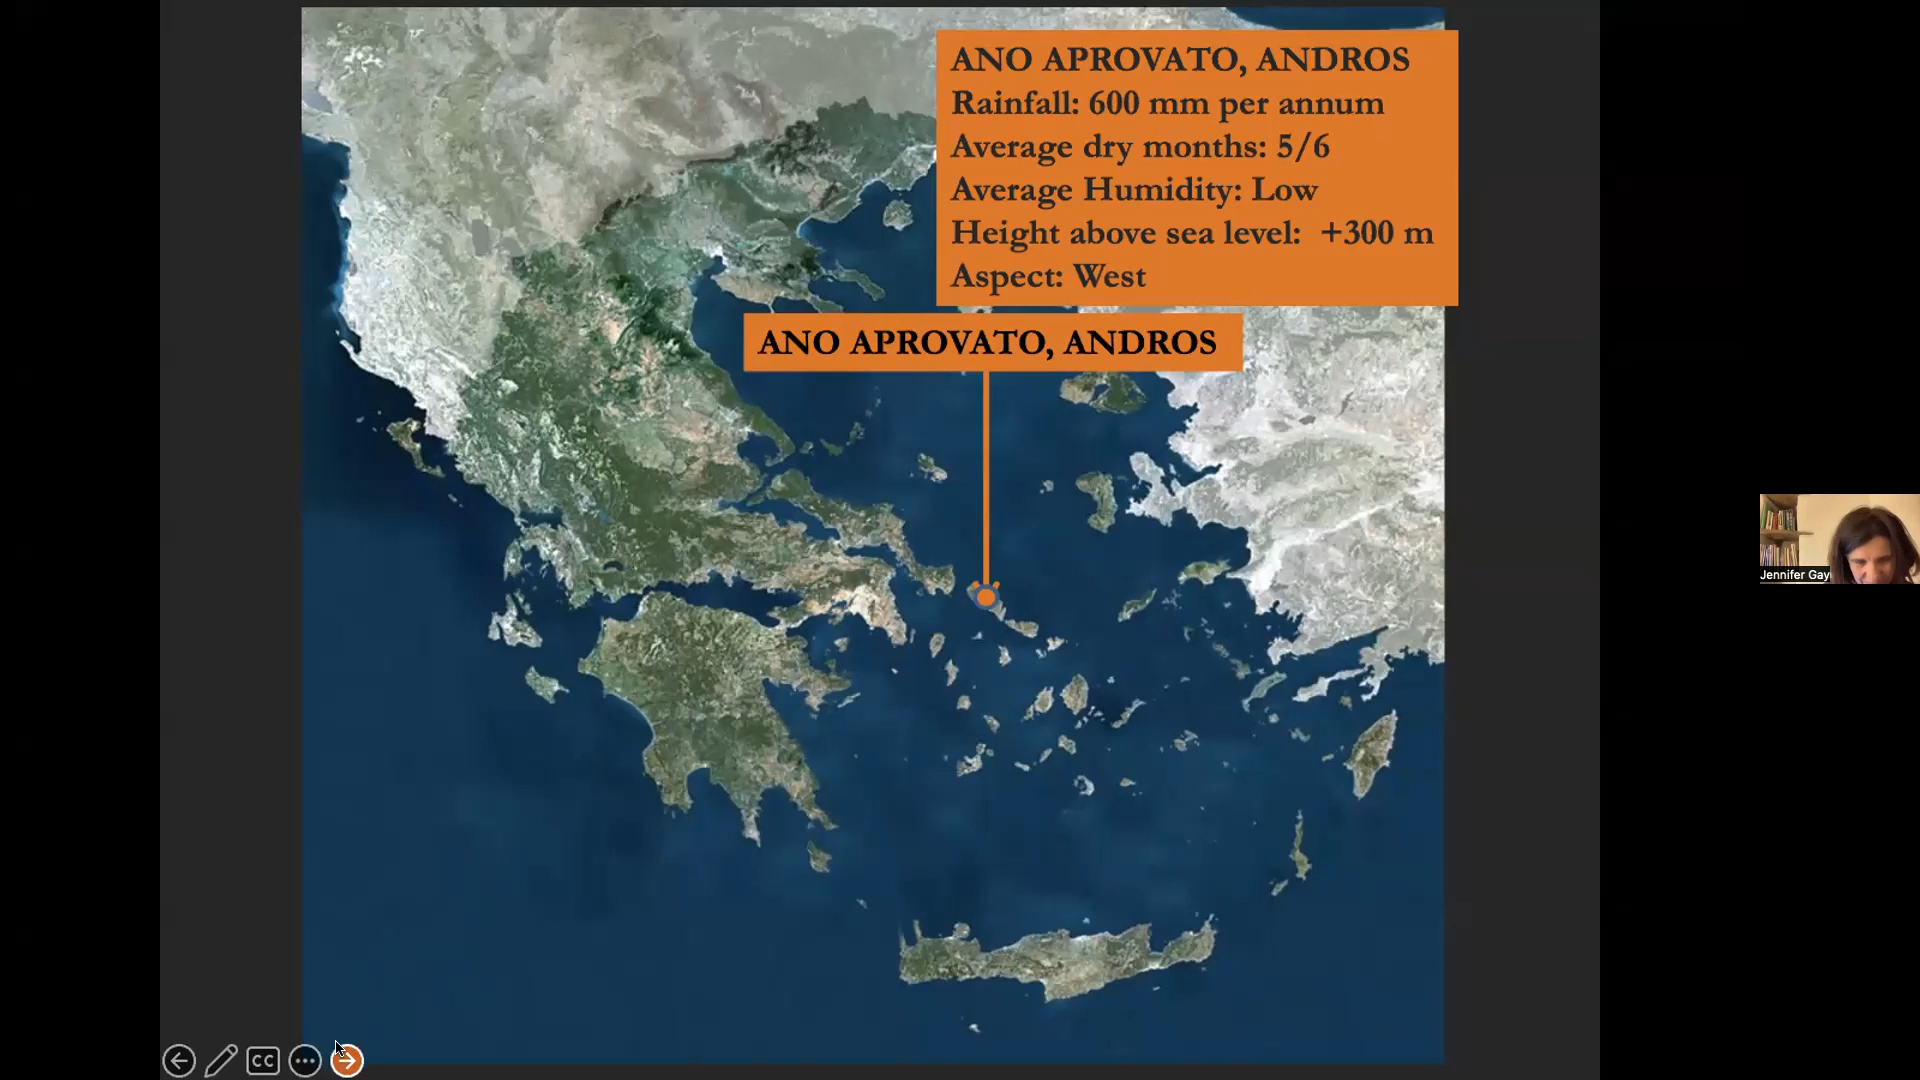 ANO APROVATO, ANDROS
Rainfall: 600 mm per annum
Average dry months: 5/6
Average Humidity: Low
Height above sea level: +300 m
Aspect: West
ANO APROVATO, ANDROS
Jennifer Gay
CC